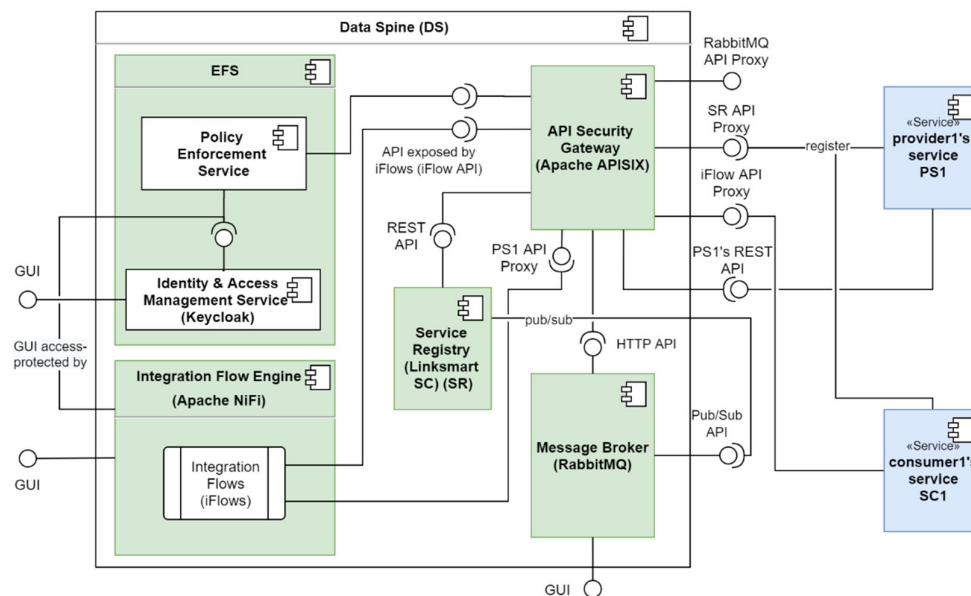 Data Spine (DS)
EFS
Policy
Enforcement
Service
Identity & Access
Management Service
(Keycloak)
GUI
GUI access-
protected by
Integration Flow Engine
(Apache NiFi)
Integration
Flows
(iFlows)
GUI
API exposed by
iFlows (iFlow API)
REST
API
Service
Registry
(Linksmart
SC) (SR)
API Security
Gateway
(Apache APISIX)
PS1 API
Proxy
pub/sub
HTTP API
Message Broker
(RabbitMQ)
Pub/Sub
API
GUI
RabbitMQ
API Proxy
SR API
Proxy
register
iFlow API
Proxy
PS1's REST
API
«Service»
provider1's
service
PS1
«Service»
consumer1's
service
SC1